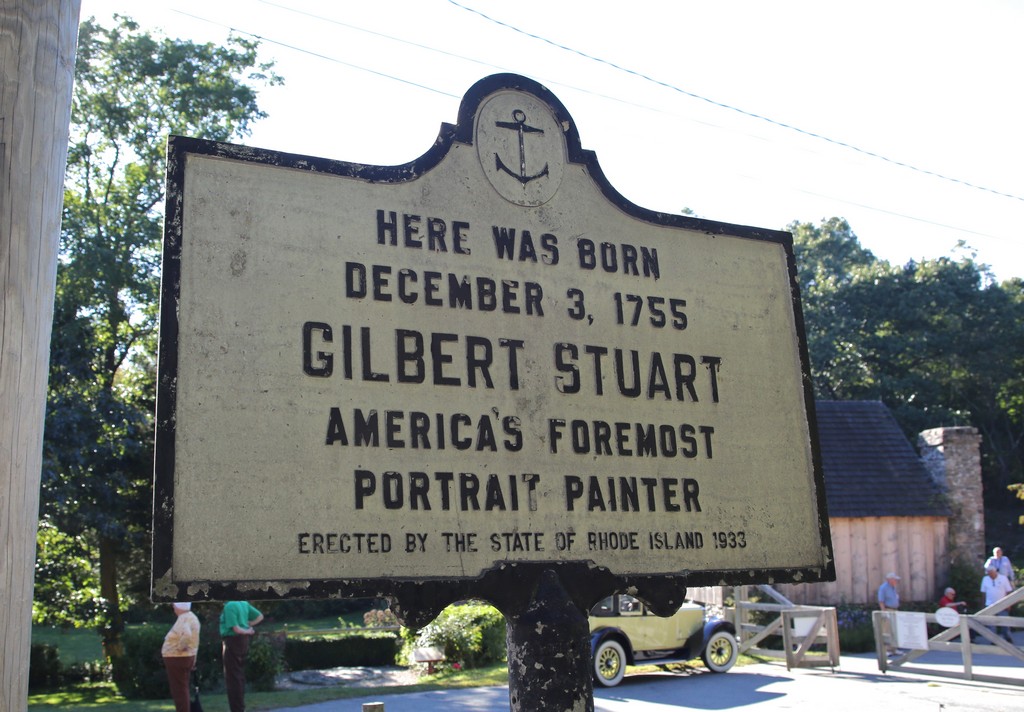 HERE WAS BORN
DECEMBER 3, 1755
GILBERT STUART
AMERICA'S FOREMOST
PORTRAIT PAINTER
ERECTED BY THE STATE OF RHODE ISLAND 1933